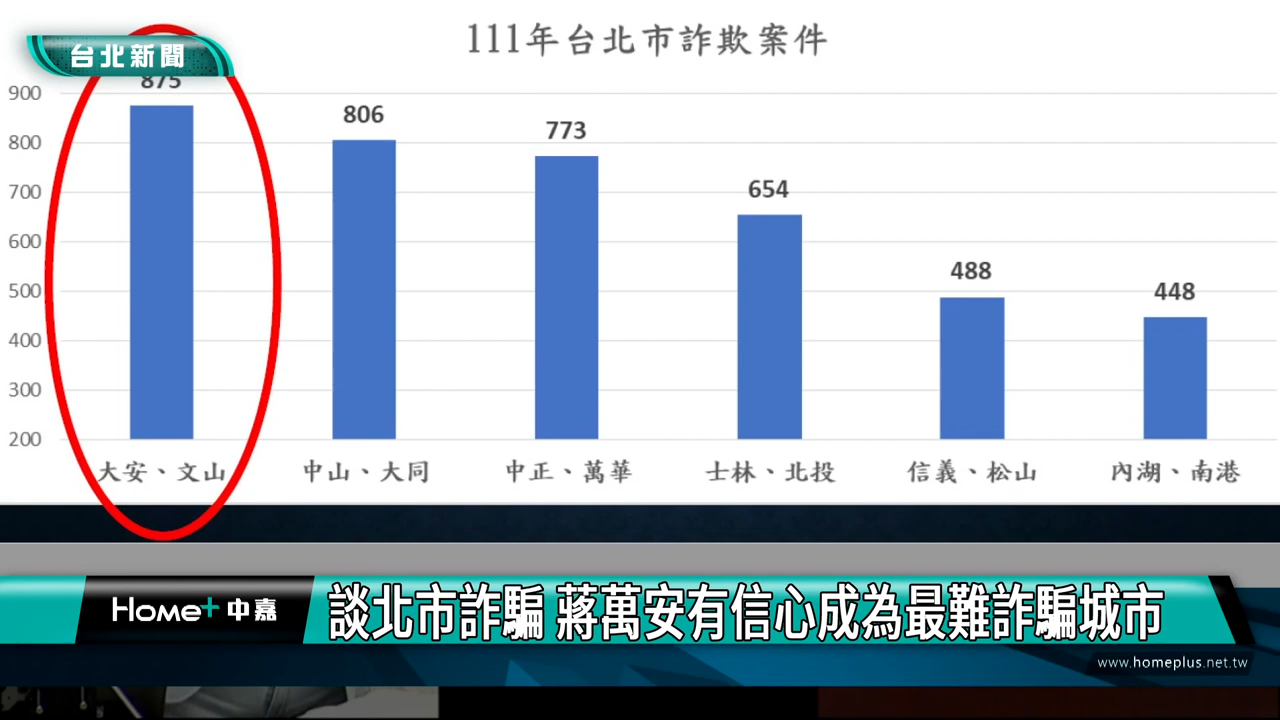 111年台北市詐欺案件
台北新聞
875
806
773
654
488
448
900
800
700
600
500
400
300
200
大安、文山
中山、大同
中正、萬華
士林、北投
信義、松山
內湖、南港
Home+中嘉
談北市詐騙 蔣萬安有信心成為最難詐騙城市
www.homeplus.net.tw